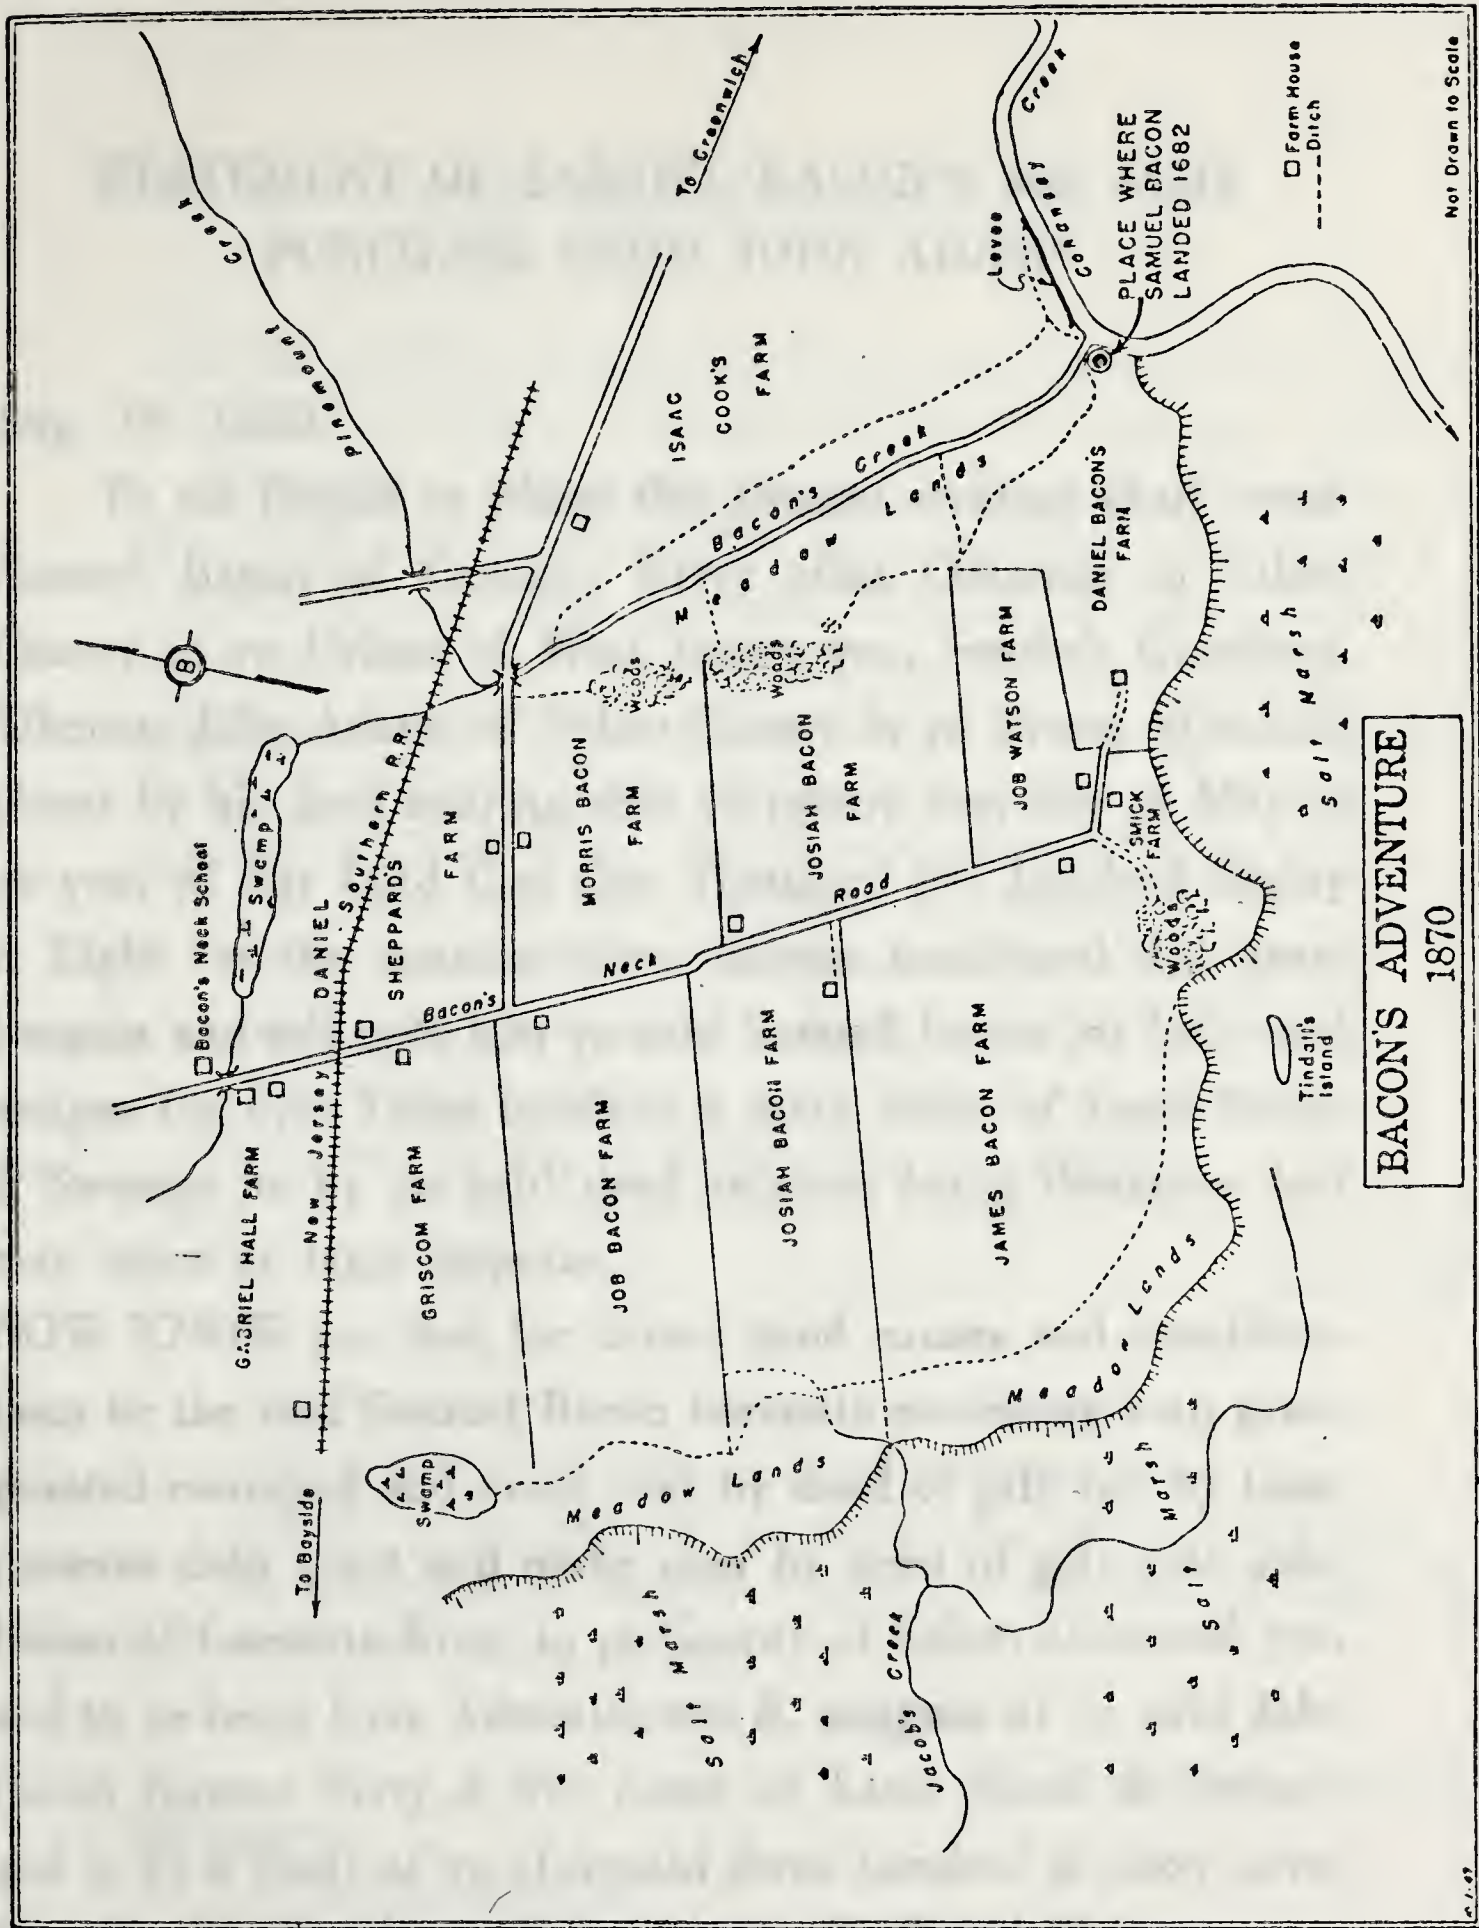 Pinemount Creek
To Greenwich
Cohansey Creek
Levee
PLACE WHERE
SAMUEL BACON
LANDED 1682
Farm House
Ditch
Not Drawn to Scale
B
Bacon's Neck School
Swamp
New Jersey Southern R.R.
DANIEL
SHEPPARD'S
FARM
ISAAC
COOK'S
FARM
Bacon's Creek
Meadow Lands
Woods
Woods
MORRIS BACON
FARM
JOSIAH BACON
FARM
JOB WATSON FARM
DANIEL BACON'S
FARM
SMICK
FARM
Woods
Bacon's Neck Road
GABRIEL HALL FARM
GRISCOM FARM
JOB BACON FARM
JOSIAH BACON FARM
JAMES BACON FARM
Tindall's
Island
Salt Marsh
To Bayside
Swamp
Meadow Lands
Meadow Lands
Salt Marsh
Jacob's Creek
Salt Marsh
BACON'S ADVENTURE
1870